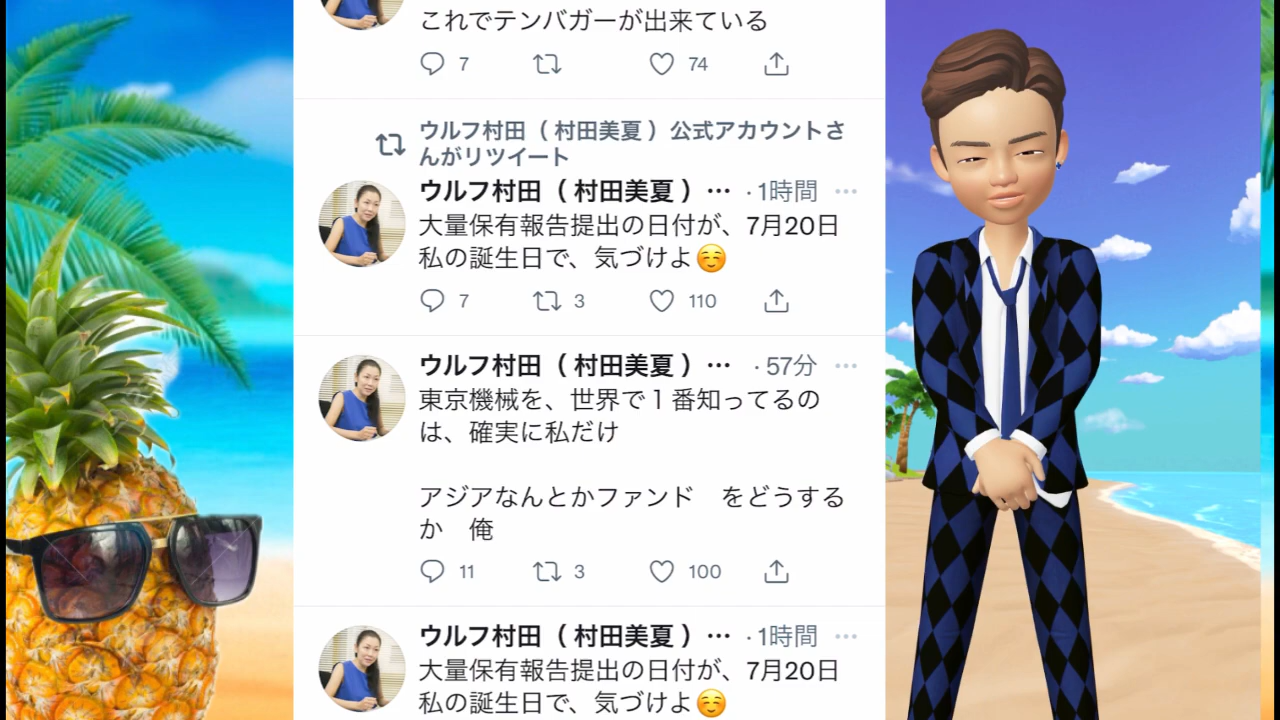 これでテンバガーが出来ている
7 74
ウルフ村田（ 村田美夏 ）公式アカウントさ
んがリツイート
ウルフ村田（ 村田美夏 ）… ・1時間 …
大量保有報告提出の日付が、7月20日
私の誕生日で、気づけよ☺️
7 3 110
ウルフ村田（ 村田美夏 ）… ・57分 …
東京機械を、世界で１番知ってるの
は、確実に私だけ
アジアなんとかファンド　をどうする
か　俺
11 3 100
ウルフ村田（ 村田美夏 ）… ・1時間 …
大量保有報告提出の日付が、7月20日
私の誕生日で、気づけよ☺️